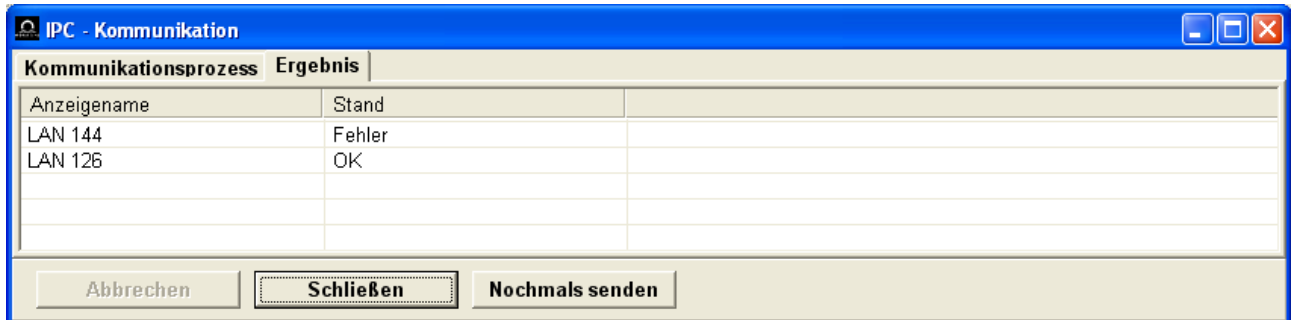 IPC - Kommunikation
Kommunikationsprozess Ergebnis
Anzeigename Stand
LAN 144 Fehler
LAN 126 OK
Abbrechen Schließen Nochmals senden